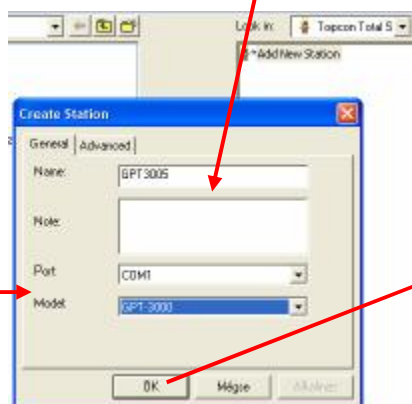 Look in: Topcon Total S
*Add New Station
Create Station
General Advanced
Name: GPT3005
Note:
Port COM1
Model: GPT-3000
OK Mégse